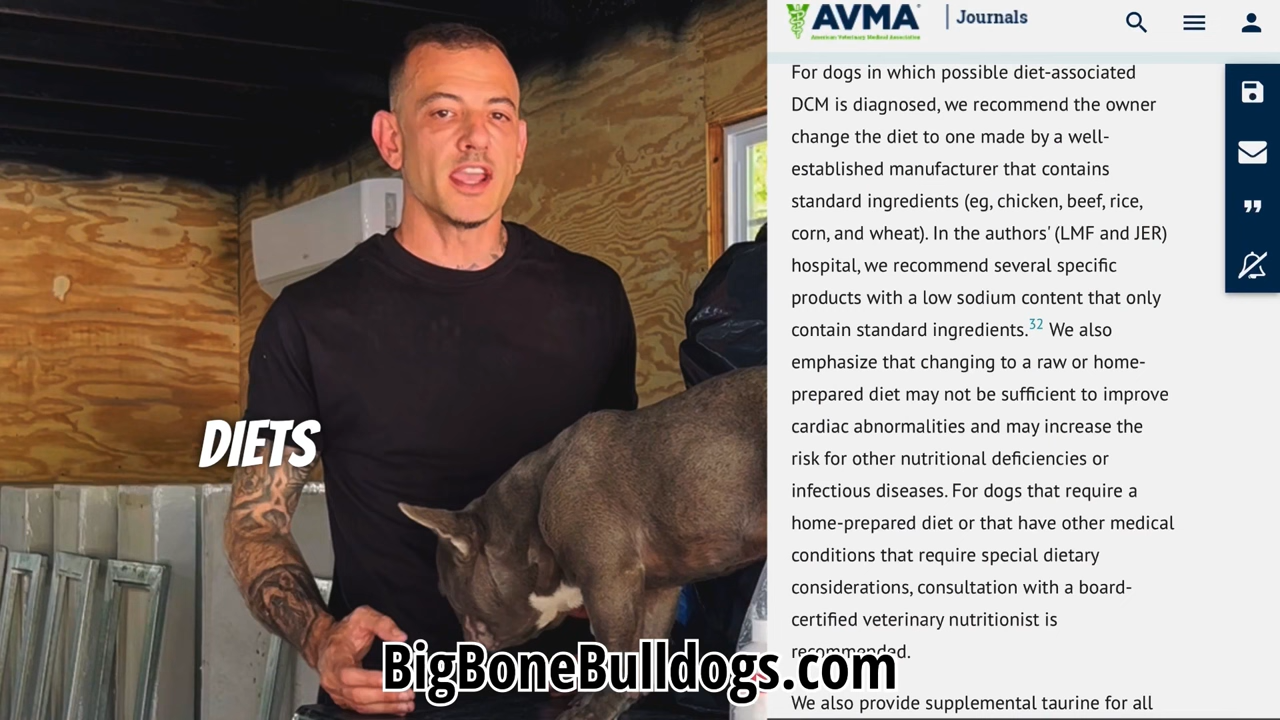 AVMA
Journals
American Veterinary Medical Association
For dogs in which possible diet-associated
DCM is diagnosed, we recommend the owner
change the diet to one made by a well-
established manufacturer that contains
standard ingredients (eg, chicken, beef, rice,
corn, and wheat). In the authors' (LMF and JER)
hospital, we recommend several specific
products with a low sodium content that only
contain standard ingredients.32 We also
emphasize that changing to a raw or home-
prepared diet may not be sufficient to improve
cardiac abnormalities and may increase the
risk for other nutritional deficiencies or
infectious diseases. For dogs that require a
home-prepared diet or that have other medical
conditions that require special dietary
considerations, consultation with a board-
certified veterinary nutritionist is
recommended.
We also provide supplemental taurine for all
DIETS
BigBoneBulldogs.com